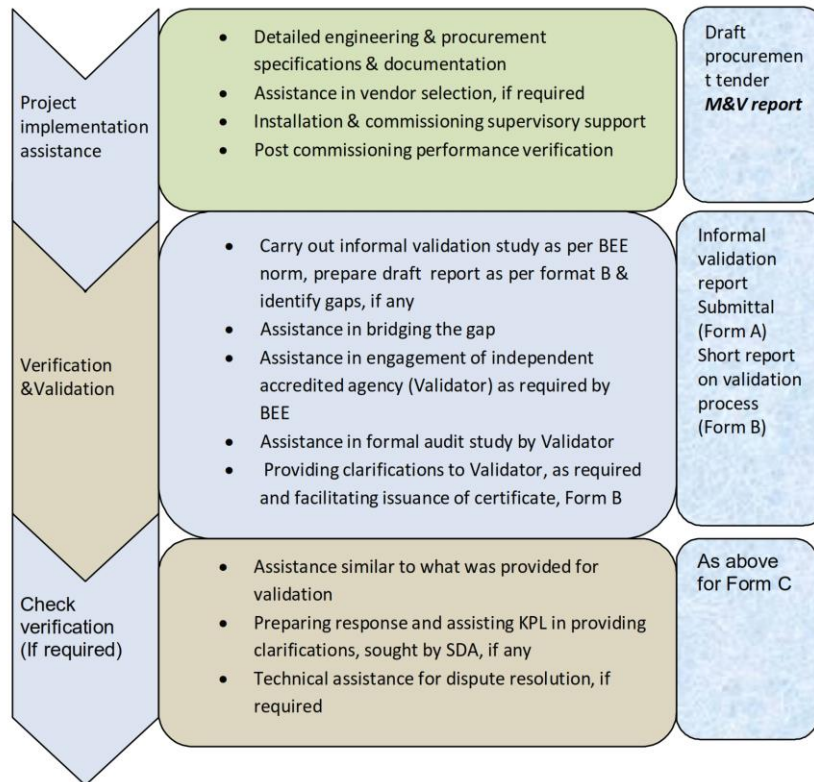 Project
implementation
assistance
• Detailed engineering & procurement
specifications & documentation
• Assistance in vendor selection, if required
• Installation & commissioning supervisory support
• Post commissioning performance verification
Draft
procuremen
t tender
M&V report
Verification
&Validation
• Carry out informal validation study as per BEE
norm, prepare draft report as per format B &
identify gaps, if any
• Assistance in bridging the gap
• Assistance in engagement of independent
accredited agency (Validator) as required by
BEE
• Assistance in formal audit study by Validator
• Providing clarifications to Validator, as required
and facilitating issuance of certificate, Form B
Informal
validation
report
Submittal
(Form A)
Short report
on validation
process
(Form B)
Check
verification
(If required)
• Assistance similar to what was provided for
validation
• Preparing response and assisting KPL in providing
clarifications, sought by SDA, if any
• Technical assistance for dispute resolution, if
required
As above
for Form C